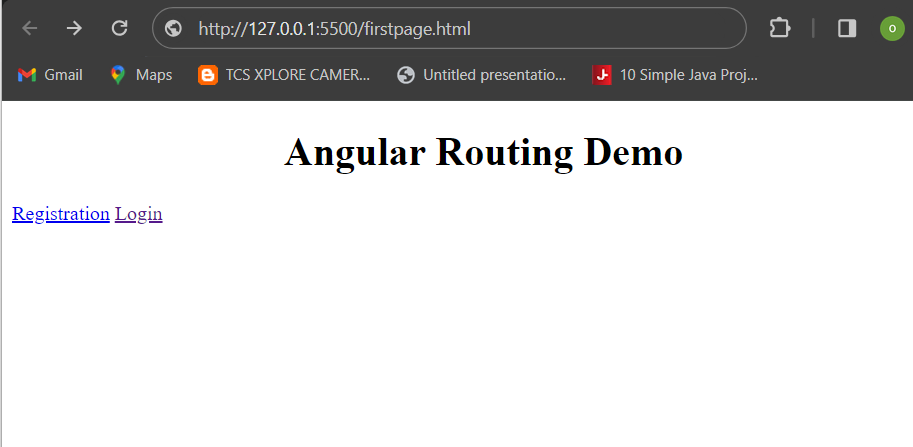 http://127.0.0.1:5500/firstpage.html
o
Gmail Maps TCS XPLORE CAMER... Untitled presentatio... 10 Simple Java Proj...
Angular Routing Demo
Registration Login